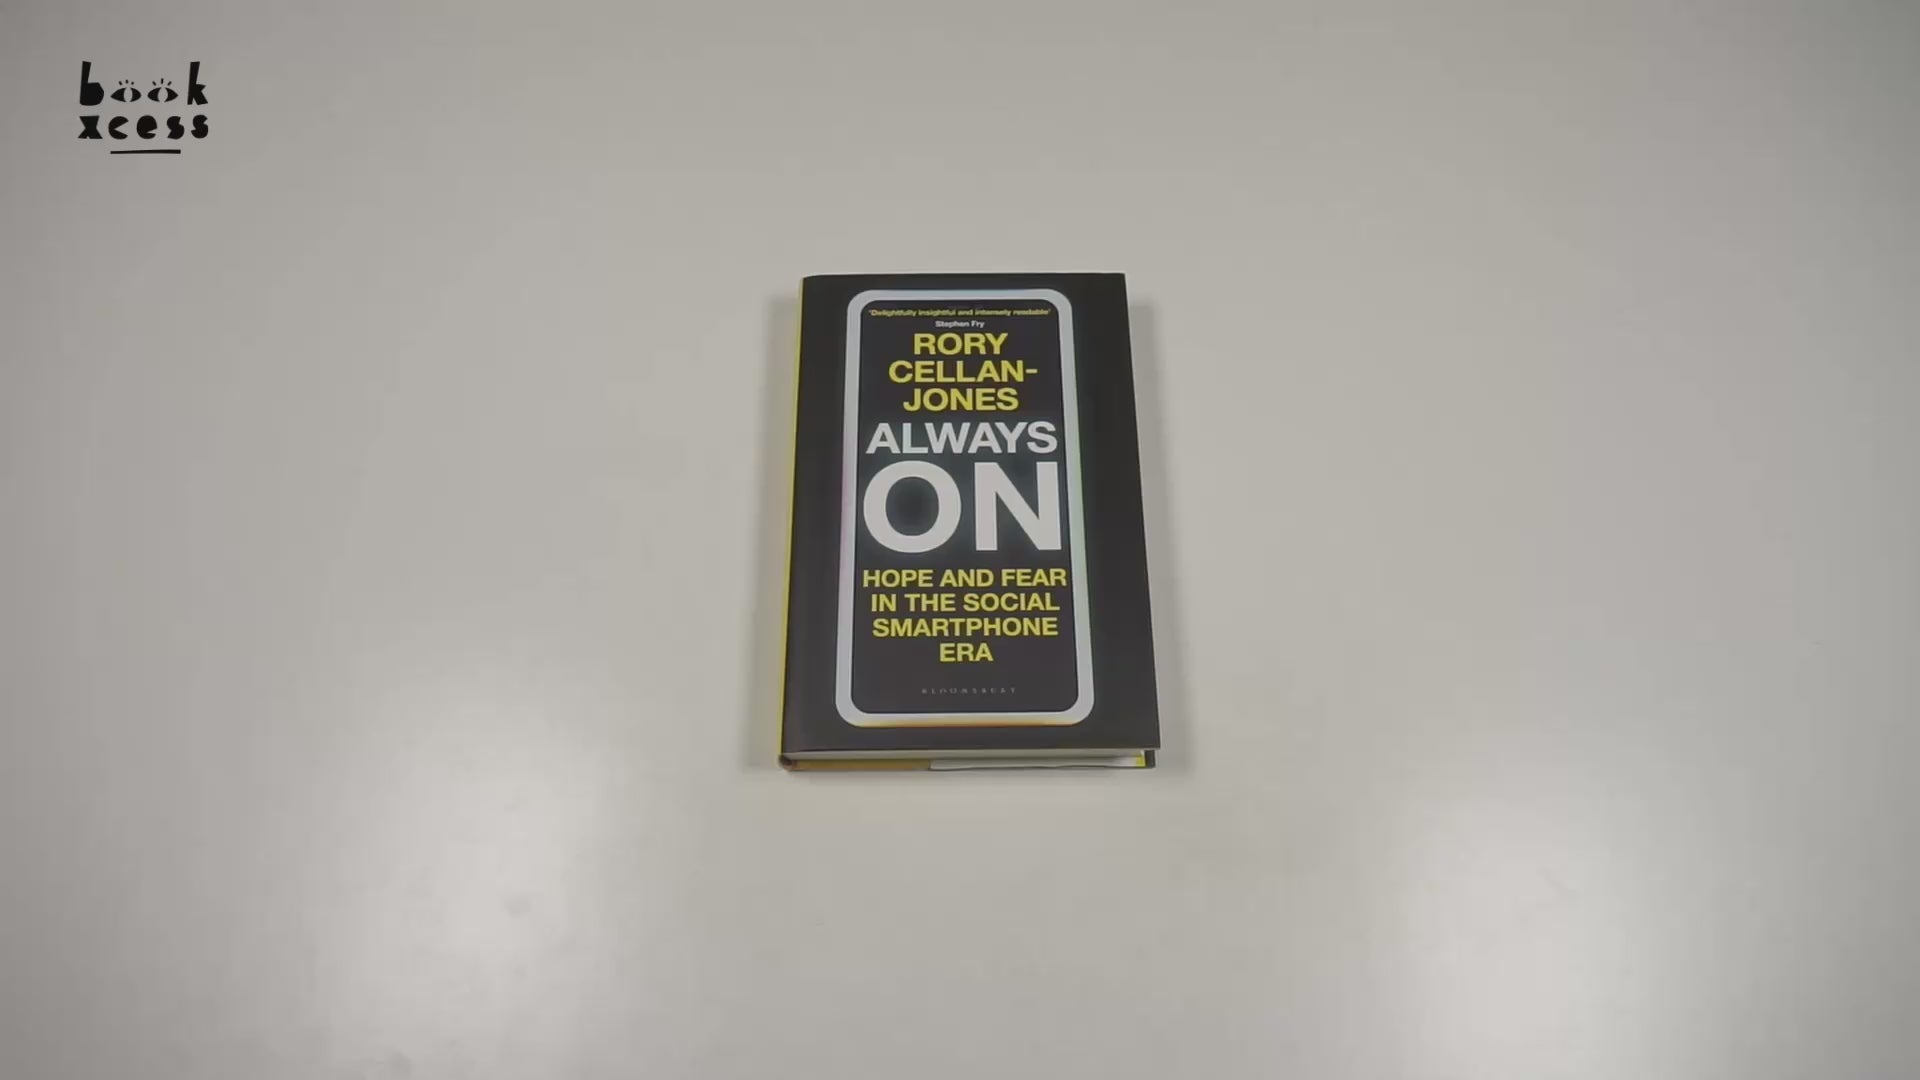 book
xcess
'Delightfully insightful and intensely readable'
Stephen Fry
RORY
CELLAN-
JONES
ALWAYS
ON
HOPE AND FEAR
IN THE SOCIAL
SMARTPHONE
ERA
BLOOMSBURY